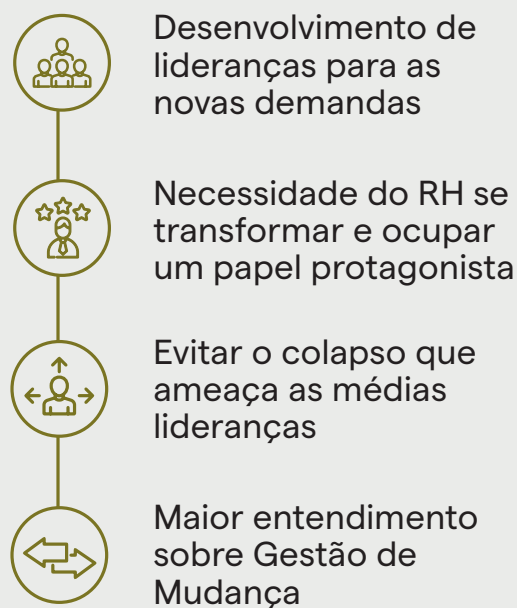 Desenvolvimento de
lideranças para as
novas demandas
Necessidade do RH se
transformar e ocupar
um papel protagonista
Evitar o colapso que
ameaça as médias
lideranças
Maior entendimento
sobre Gestão de
Mudança